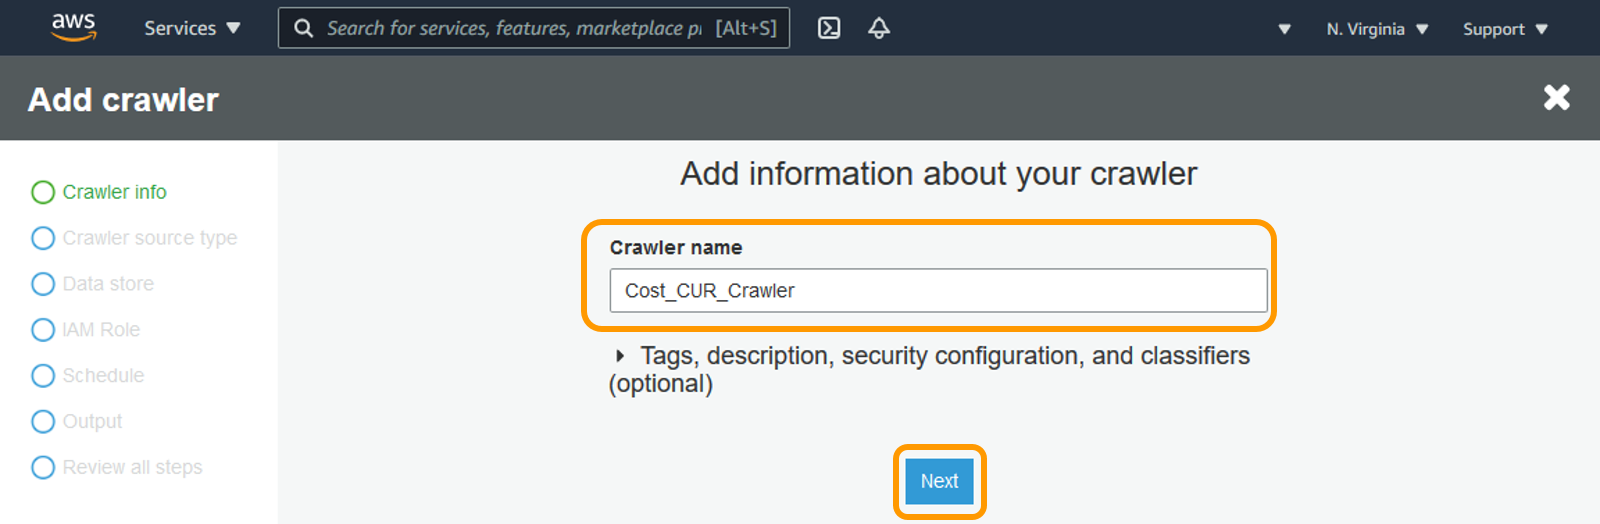 aws Services Search for services, features, marketplace p [Alt+S] N. Virginia Support
Add crawler
Crawler info
Crawler source type
Data store
IAM Role
Schedule
Output
Review all steps
Add information about your crawler
Crawler name
Cost_CUR_Crawler
Tags, description, security configuration, and classifiers
(optional)
Next